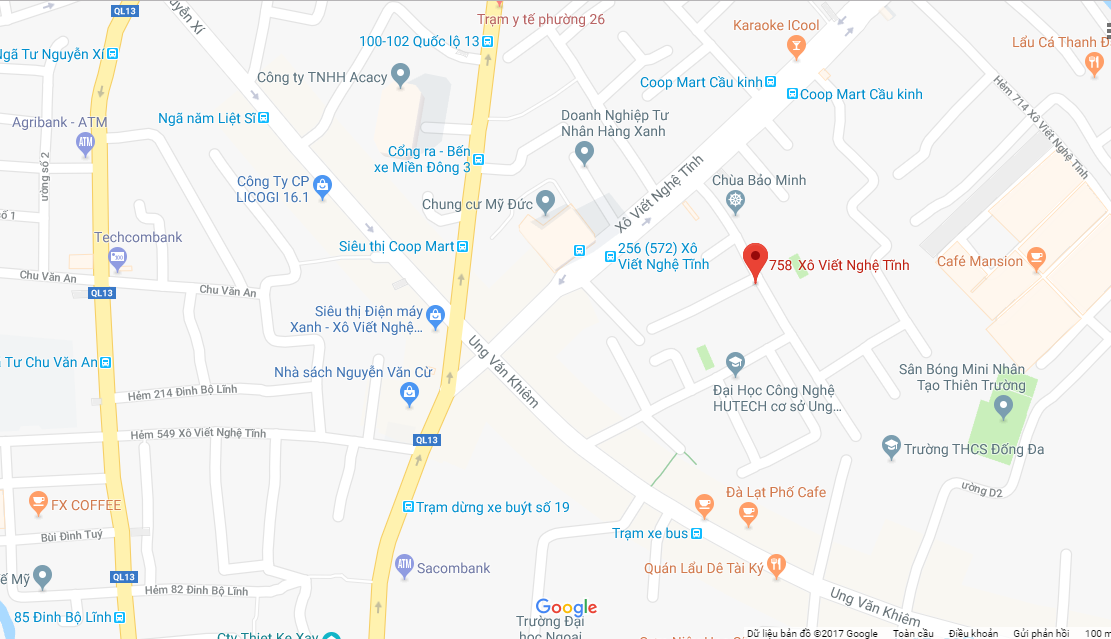 QL13
Trạm y tế phường 26
Karaoke ICool
Nguyễn Xí
100-102 Quốc lộ 13
Lẩu Cá Thanh Đ
Ngã Tư Nguyễn Xí
Công ty TNHH Acacy
Coop Mart Cầu kinh
Coop Mart Cầu kinh
Hẻm 714 Xô Viết Nghệ Tĩnh
Agribank - ATM
ATM
Ngã năm Liệt Sĩ
Doanh Nghiệp Tư
Nhân Hàng Xanh
Cổng ra - Bến
xe Miền Đông 3
ường số 2
Công Ty CP
LICOGI 16.1
Chùa Bảo Minh
Xô Viết Nghệ Tĩnh
Chung cư Mỹ Đức
số 1
Techcombank
Siêu thị Coop Mart
256 (572) Xô
Viết Nghệ Tĩnh
758 Xô Viết Nghệ Tĩnh
Café Mansion
Chu Văn An
Chu Văn An
QL13
Siêu thị Điện máy
Xanh - Xô Viết Nghệ...
Ung Văn Khiêm
Tư Chu Văn An
Nhà sách Nguyễn Văn Cừ
Sân Bóng Mini Nhân
Tạo Thiên Trường
Đại Học Công Nghệ
HUTECH cơ sở Ung...
Hẻm 214 Đinh Bộ Lĩnh
Hẻm 549 Xô Viết Nghệ Tĩnh
QL13
Trường THCS Đống Đa
ường D2
Đà Lạt Phố Cafe
FX COFFEE
Trạm dừng xe buýt số 19
Bùi Đình Tuý
Trạm xe bus
ATM
Sacombank
Quán Lẩu Dê Tài Ký
ế Mỹ
QL13
Hẻm 82 Đinh Bộ Lĩnh
Ung Văn Khiêm
Google
85 Đinh Bộ Lĩnh
Trường Đại
học Ngoại
Cty Thiet Ke Xay
Dữ liệu bản đồ ©2017 Google
Toàn cầu
Điều khoản
Gửi phản hồi
100 m